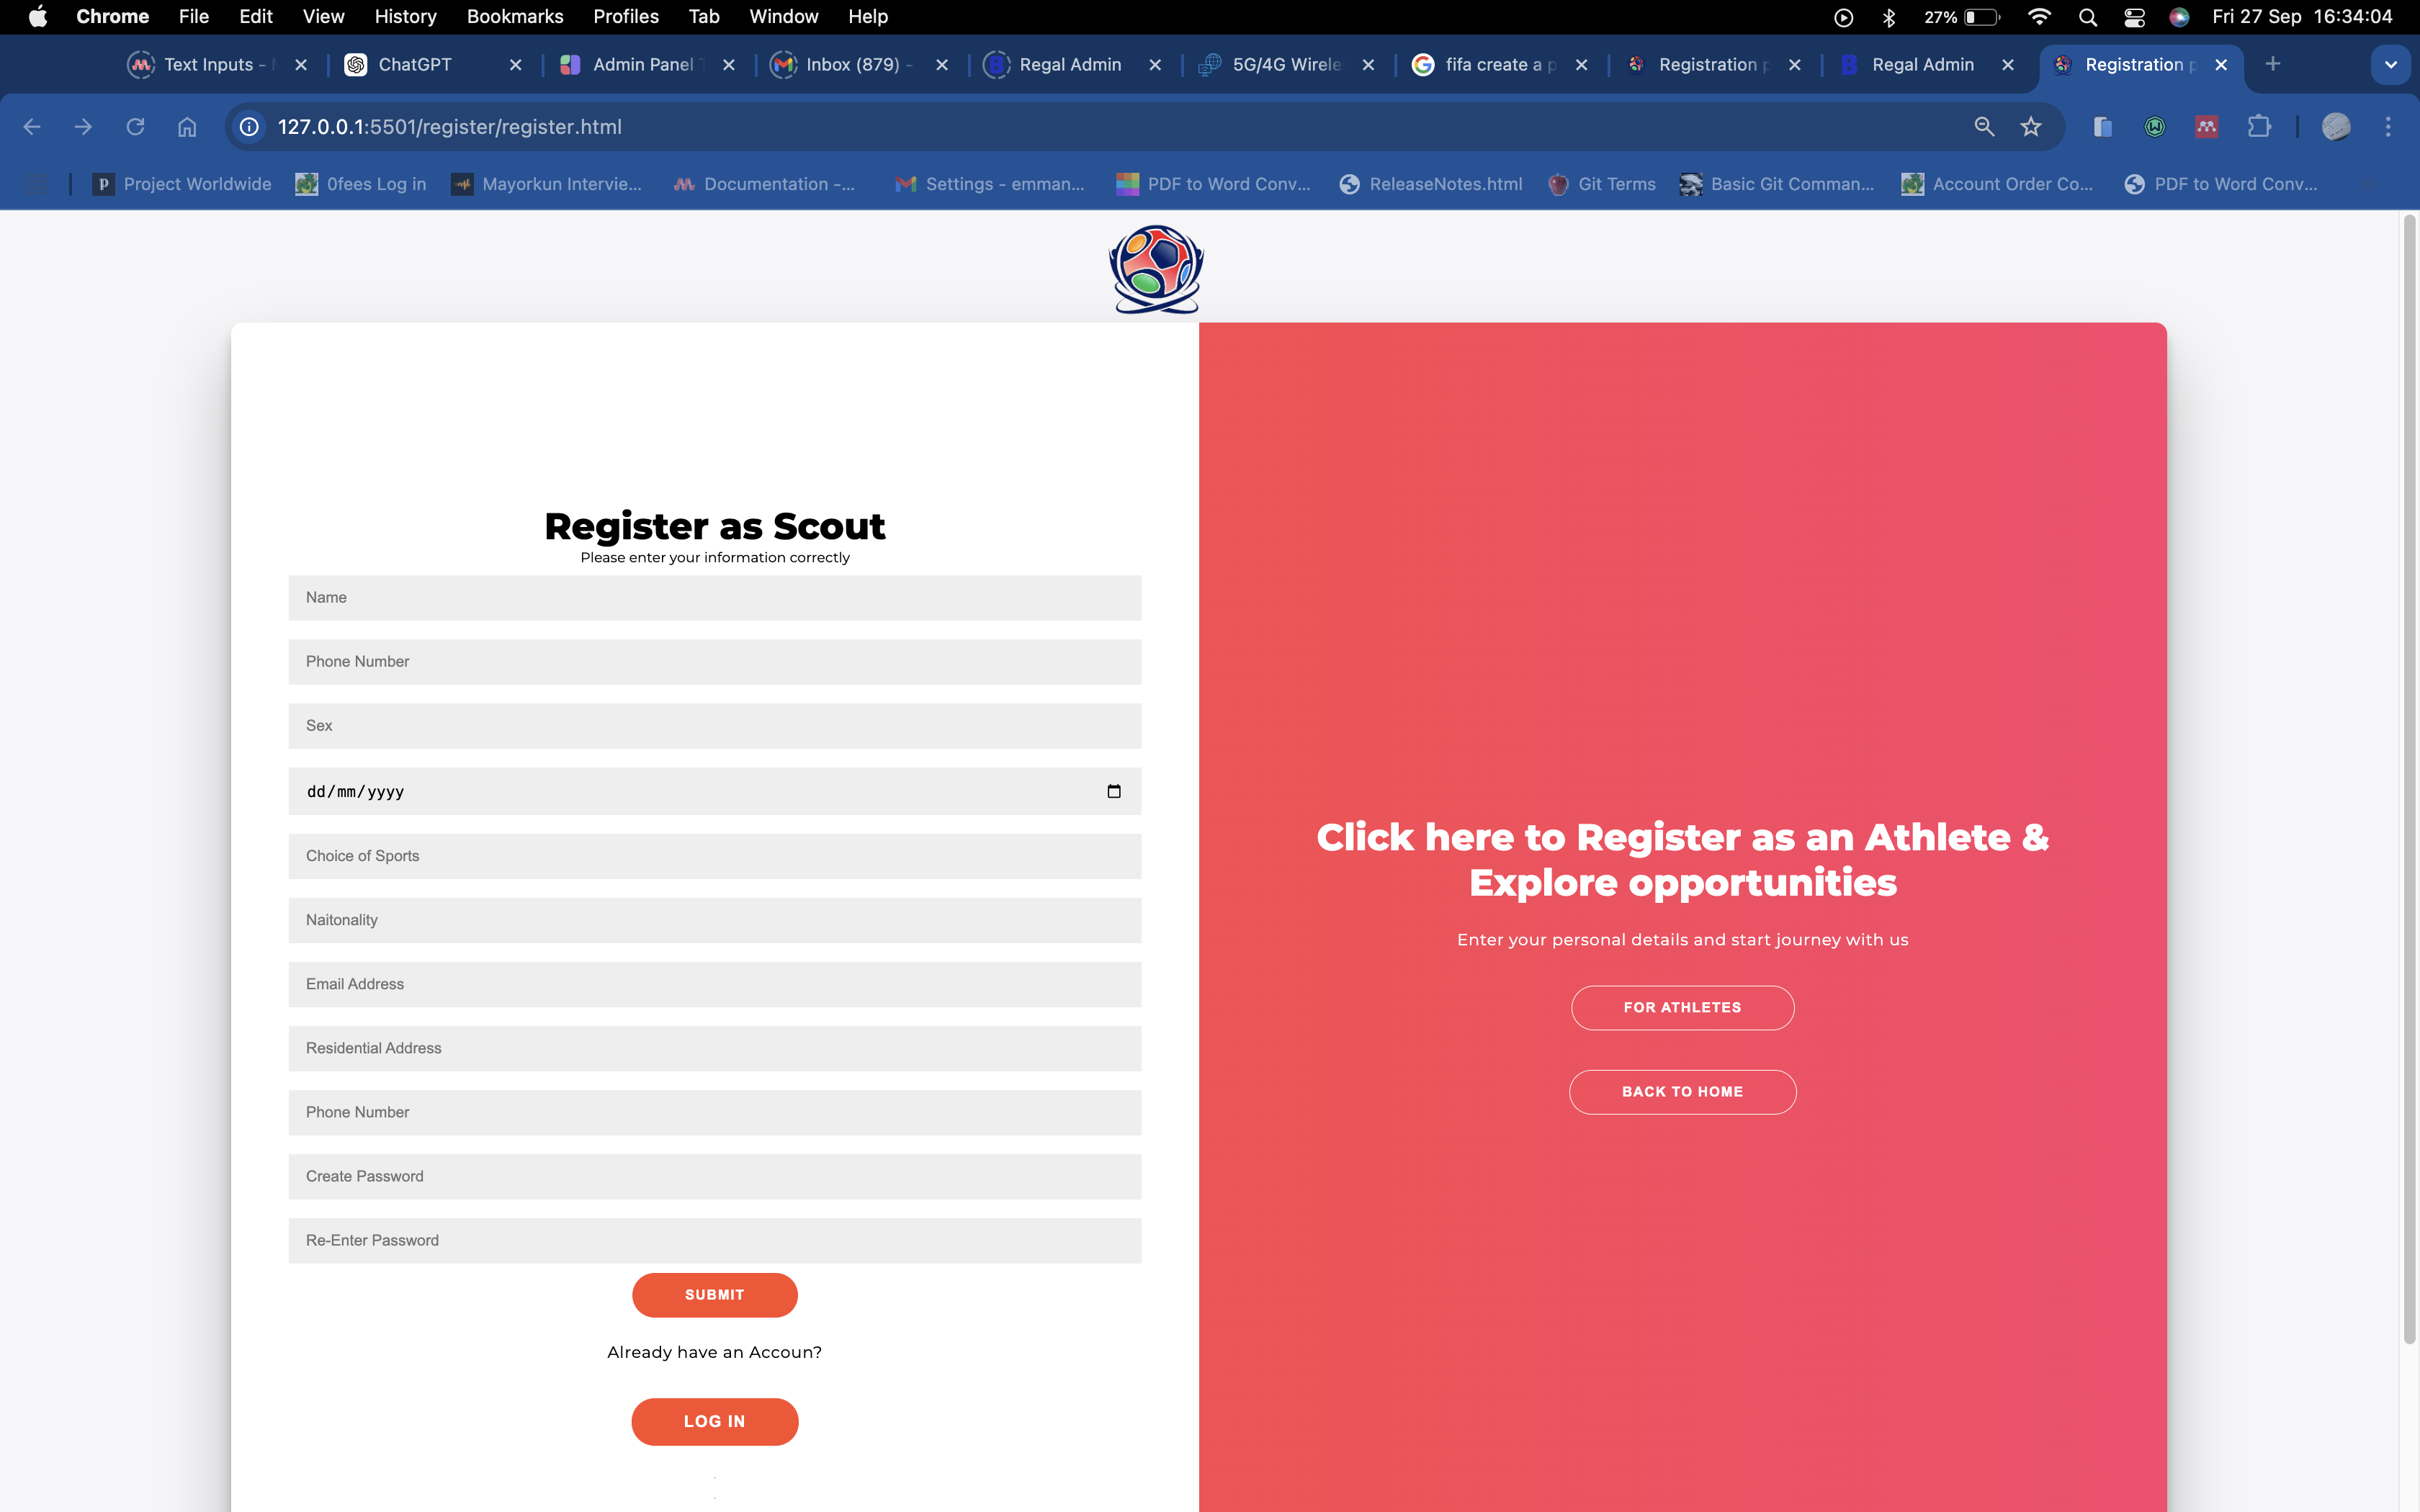 Chrome File Edit View History Bookmarks Profiles Tab Window Help 27% Fri 27 Sep 16:34:04
Text Inputs - ChatGPT Admin Panel Inbox (879) - Regal Admin 5G/4G Wirele fifa create a p Registration p Regal Admin Registration p
127.0.0.1:5501/register/register.html
Project Worldwide 0fees Log in Mayorkun Intervie... Documentation -... Settings - emman... PDF to Word Conv... ReleaseNotes.html Git Terms Basic Git Comman... Account Order Co... PDF to Word Conv...
Register as Scout
Please enter your information correctly
Name
Phone Number
Sex
dd/mm/yyyy
Choice of Sports
Naitonality
Email Address
Residential Address
Phone Number
Create Password
Re-Enter Password
SUBMIT
Already have an Accoun?
LOG IN
Click here to Register as an Athlete &
Explore opportunities
Enter your personal details and start journey with us
FOR ATHLETES
BACK TO HOME